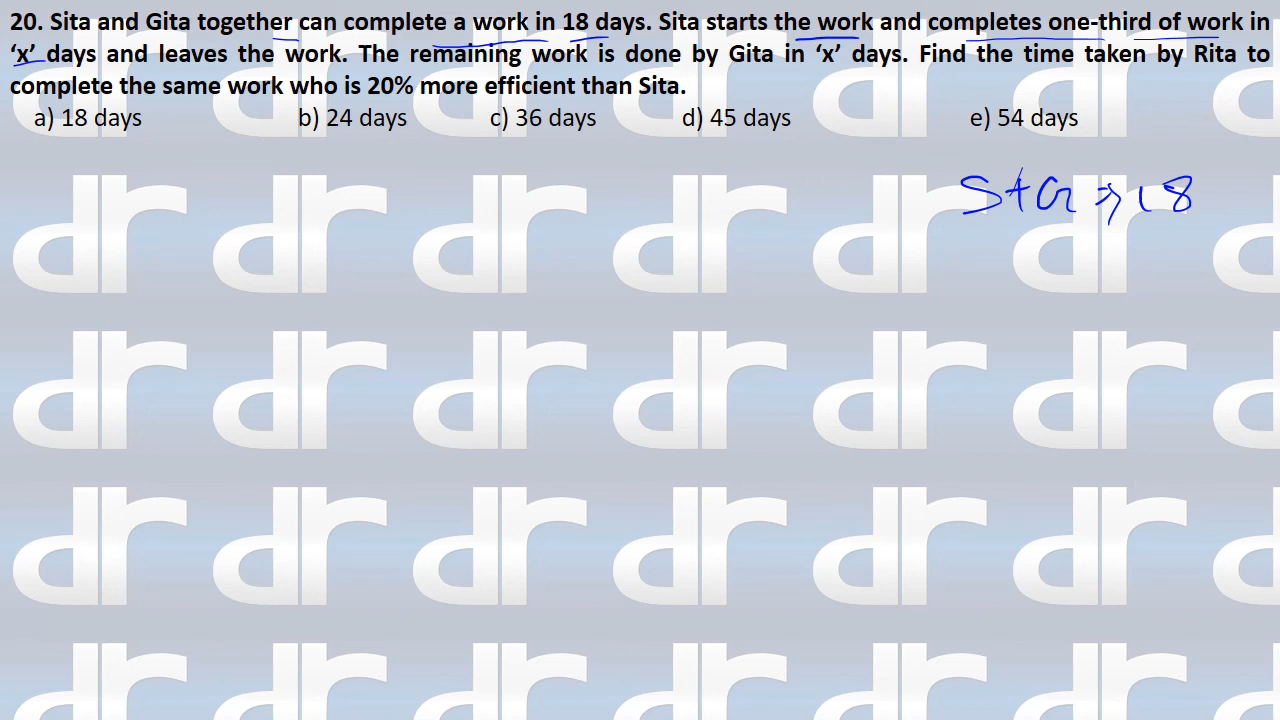 20. Sita and Gita together can complete a work in 18 days. Sita starts the work and completes one-third of work in
‘x’ days and leaves the work. The remaining work is done by Gita in ‘x’ days. Find the time taken by Rita to
complete the same work who is 20% more efficient than Sita.
a) 18 days b) 24 days c) 36 days d) 45 days e) 54 days
S+G → 18